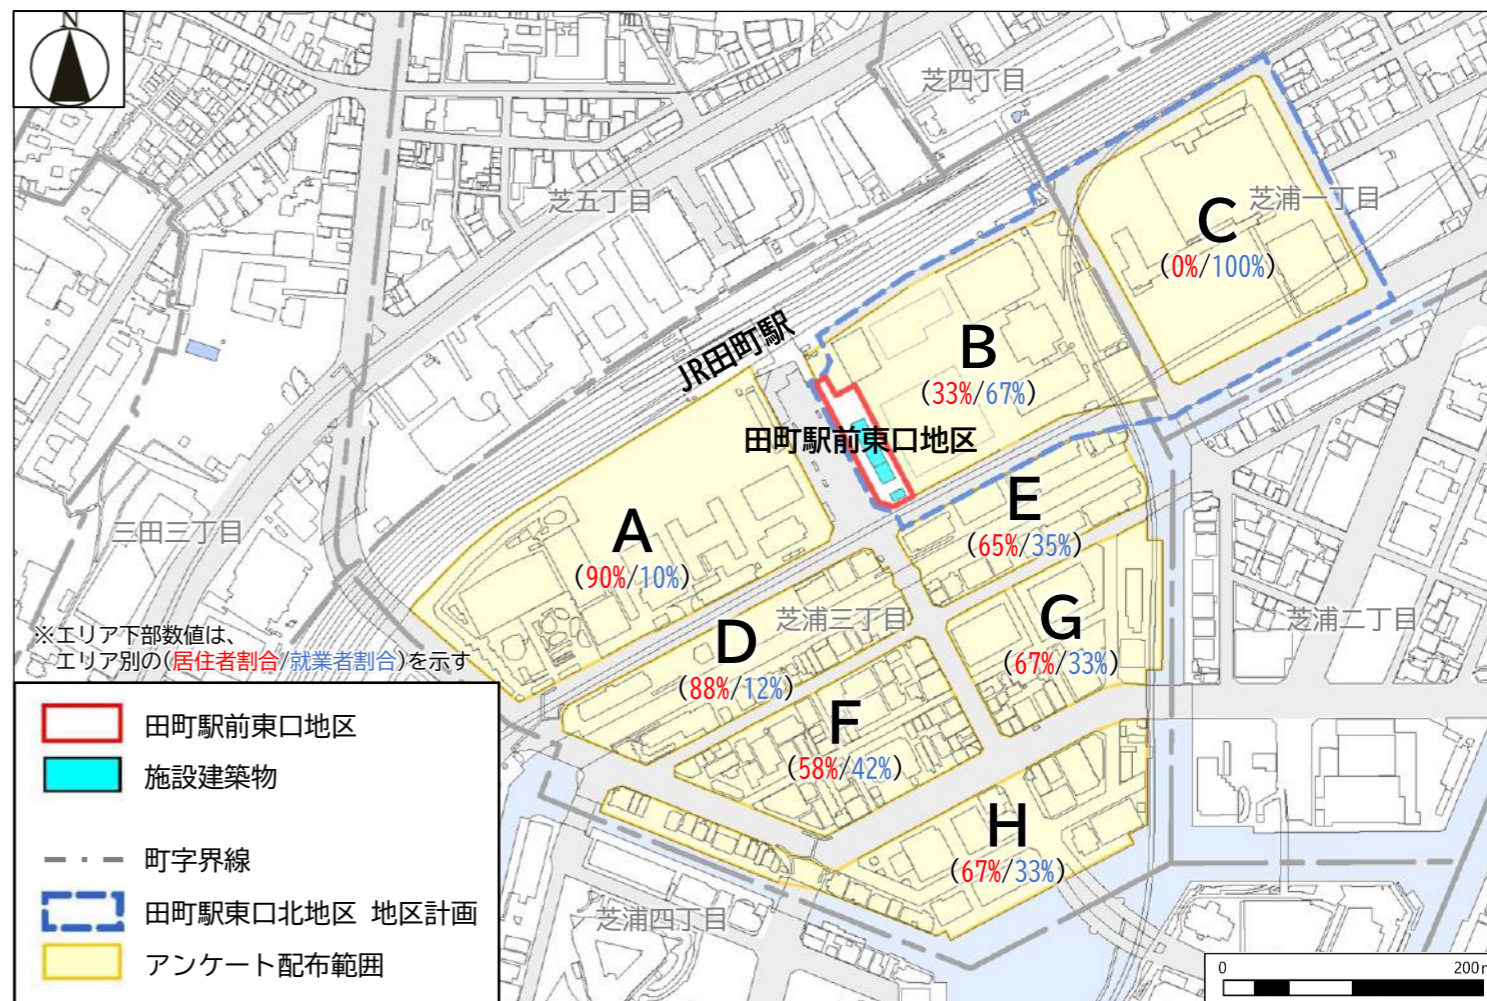 N
芝四丁目
芝五丁目
芝浦一丁目
C
(0%/100%)
JR田町駅
B
(33%/67%)
田町駅前東口地区
三田三丁目
A
(90%/10%)
E
(65%/35%)
芝浦三丁目
芝浦二丁目
D
(88%/12%)
G
(67%/33%)
F
(58%/42%)
H
(67%/33%)
芝浦四丁目
※エリア下部数値は、
エリア別の(居住者割合/就業者割合)を示す
田町駅前東口地区
施設建築物
町字界線
田町駅東口北地区 地区計画
アンケート配布範囲
0 200m